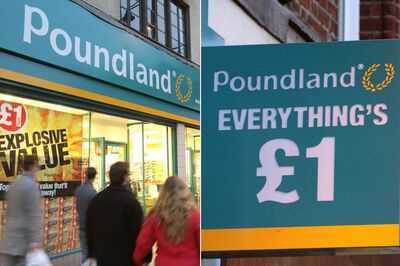 Poundland®
£1
EXPLOSIVE
VALUE
Poundland®
EVERYTHING'S
£1